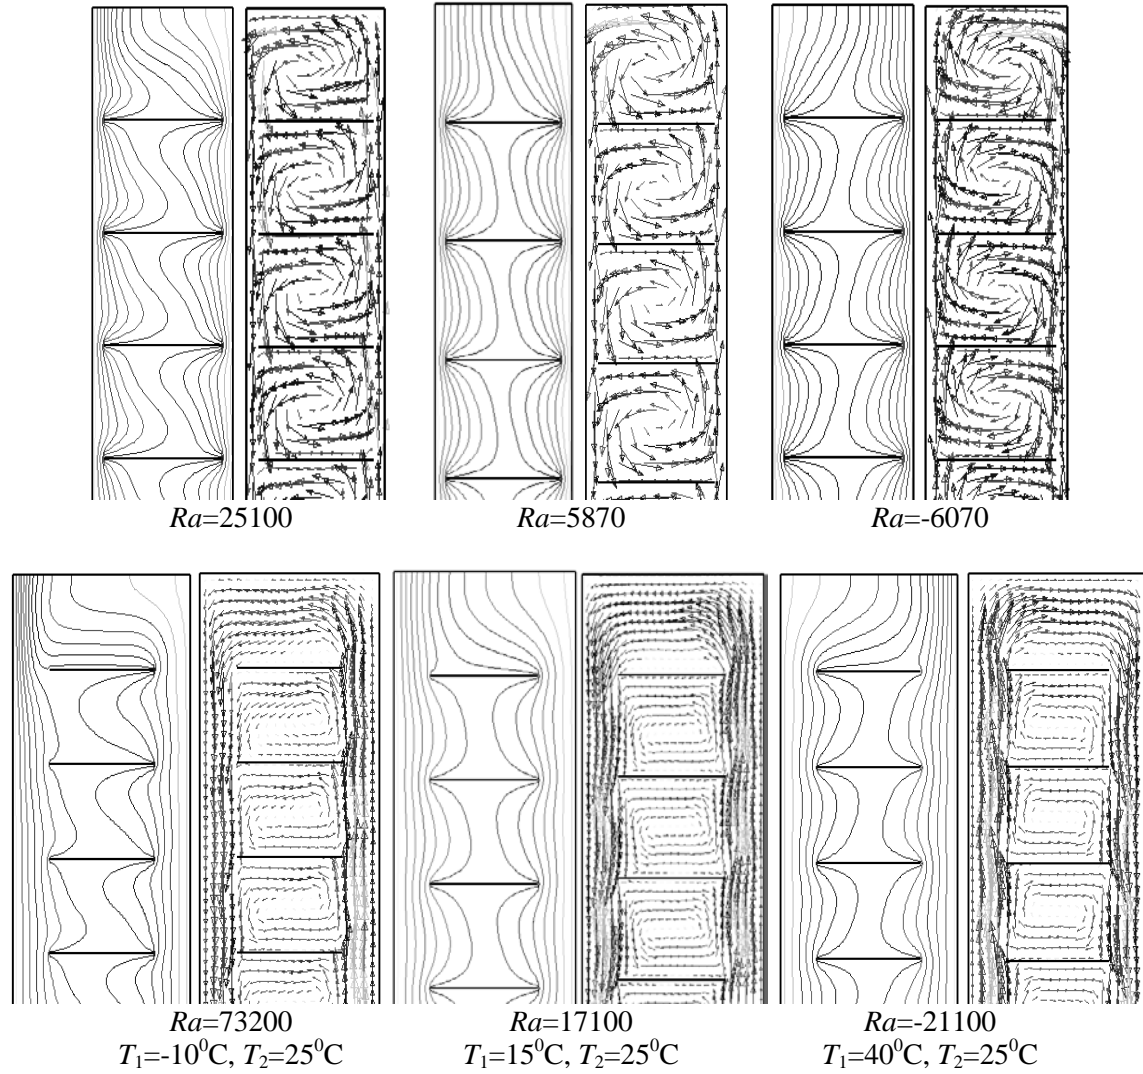 Ra=25100
Ra=5870
Ra=-6070
Ra=73200
Ra=17100
Ra=-21100
T₁=-10⁰C, T₂=25⁰C
T₁=15⁰C, T₂=25⁰C
T₁=40⁰C, T₂=25⁰C